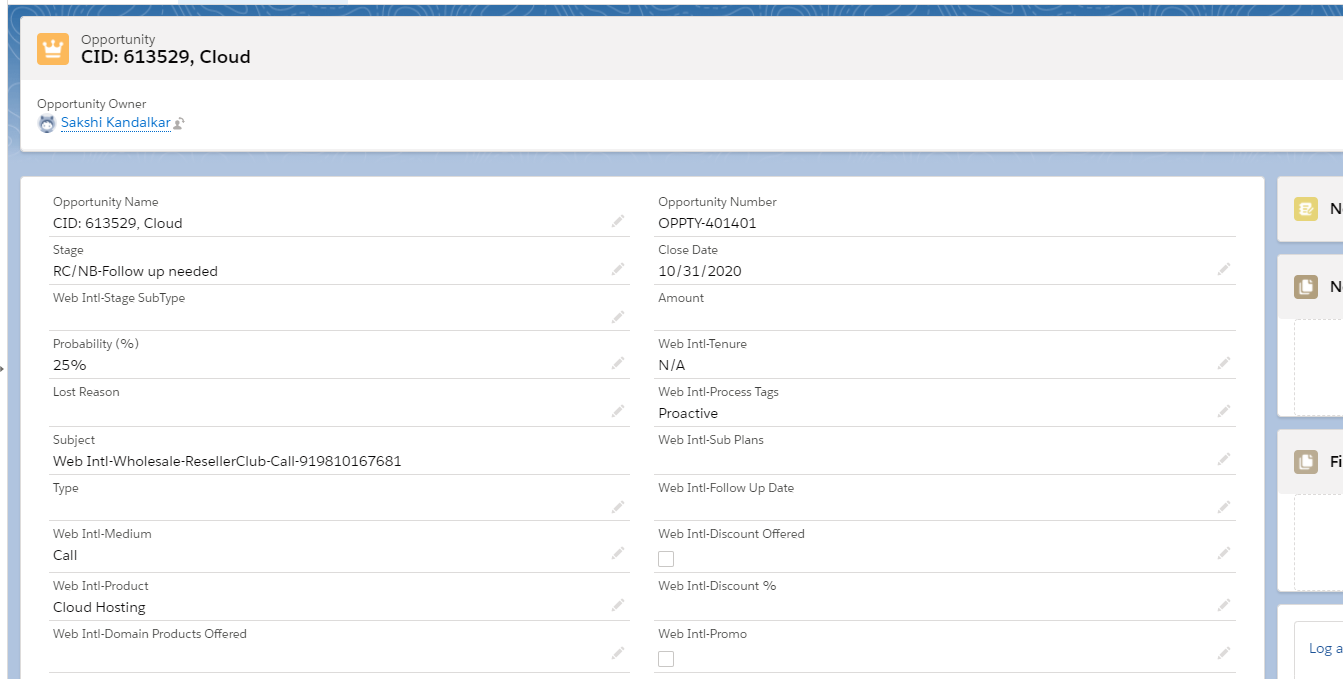 Opportunity
CID: 613529, Cloud
Opportunity Owner
Sakshi Kandalkar
Opportunity Name
CID: 613529, Cloud
Opportunity Number
OPPTY-401401
Stage
RC/NB-Follow up needed
Close Date
10/31/2020
Web Intl-Stage SubType
Amount
Probability (%)
25%
Web Intl-Tenure
N/A
Lost Reason
Web Intl-Process Tags
Proactive
Subject
Web Intl-Wholesale-ResellerClub-Call-919810167681
Web Intl-Sub Plans
Type
Web Intl-Follow Up Date
Web Intl-Medium
Call
Web Intl-Discount Offered
Web Intl-Product
Cloud Hosting
Web Intl-Discount %
Web Intl-Domain Products Offered
Web Intl-Promo
Log a